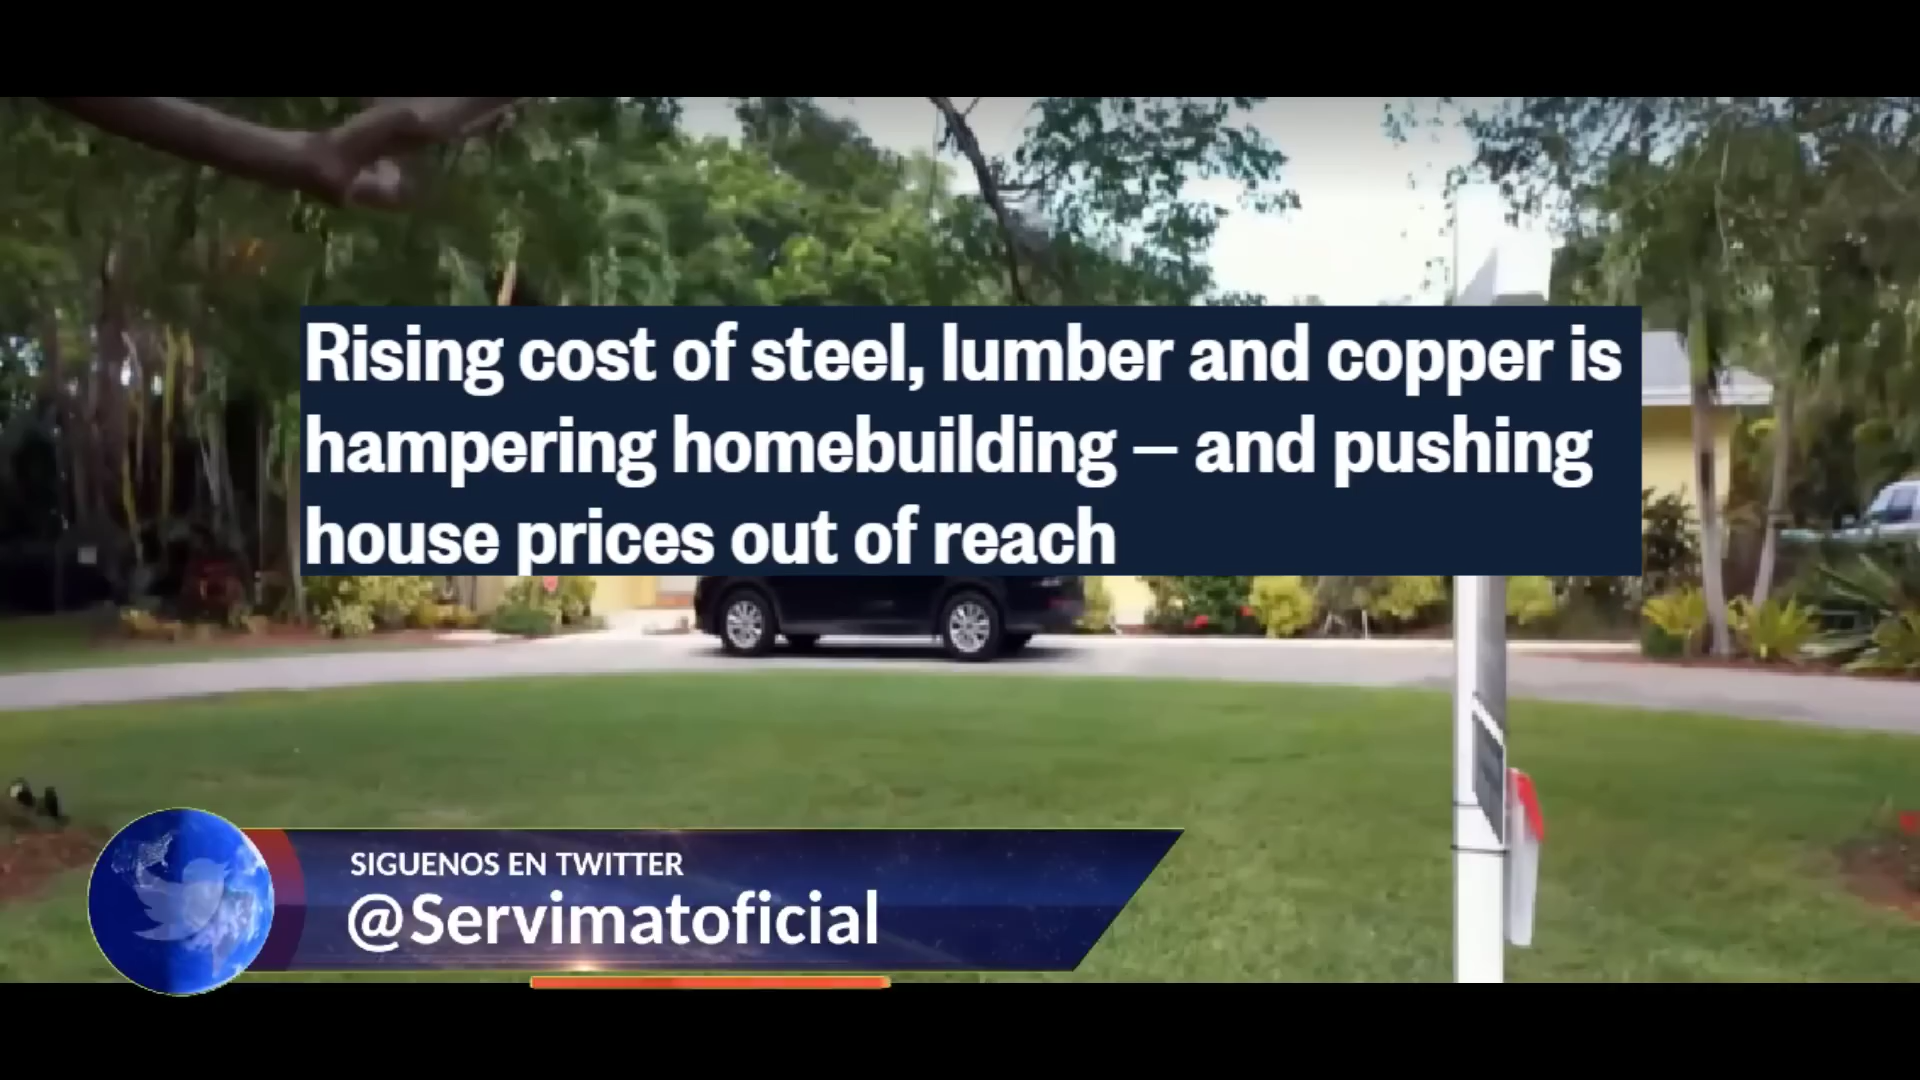 Rising cost of steel, lumber and copper is
hampering homebuilding — and pushing
house prices out of reach
SIGUENOS EN TWITTER
@Servimatoficial